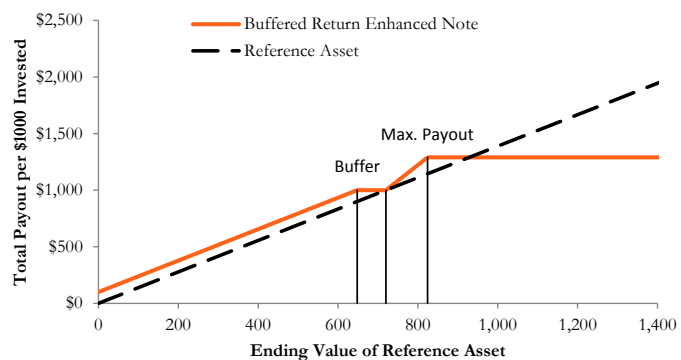 $2,500
$2,000
$1,500
$1,000
$500
$0
Total Payout per $1000 Invested
Buffered Return Enhanced Note
Reference Asset
Max. Payout
Buffer
0 200 400 600 800 1,000 1,200 1,400
Ending Value of Reference Asset